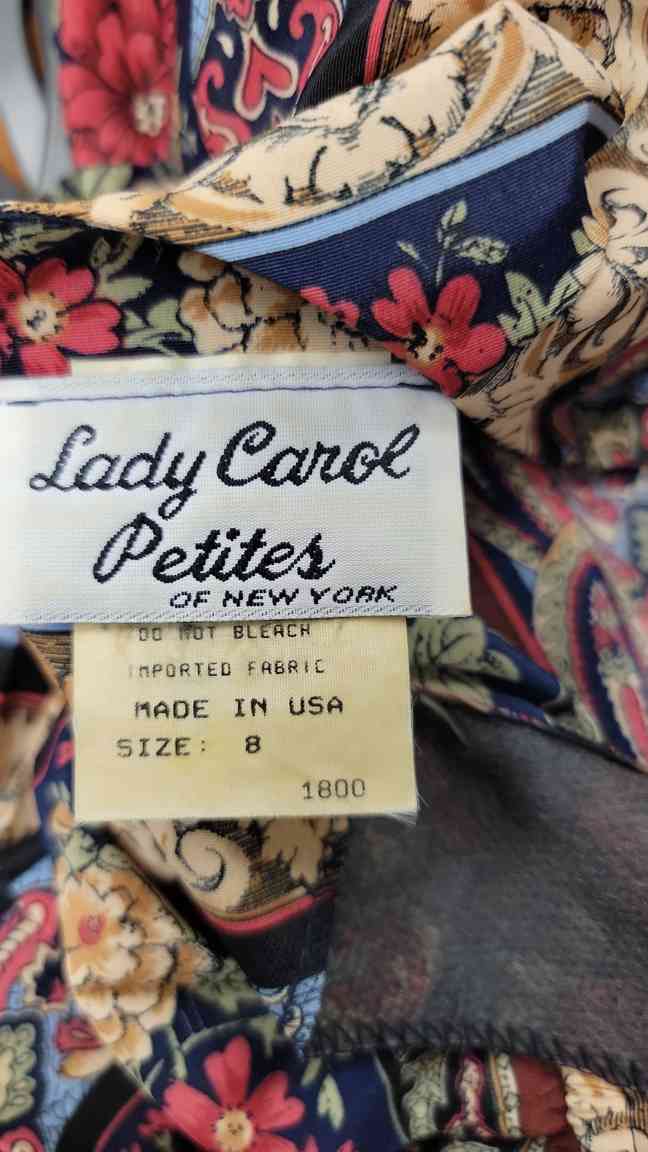 Lady Carol
Petites
OF NEW YORK
DO NOT BLEACH
IMPORTED FABRIC
MADE IN USA
SIZE: 8
1800